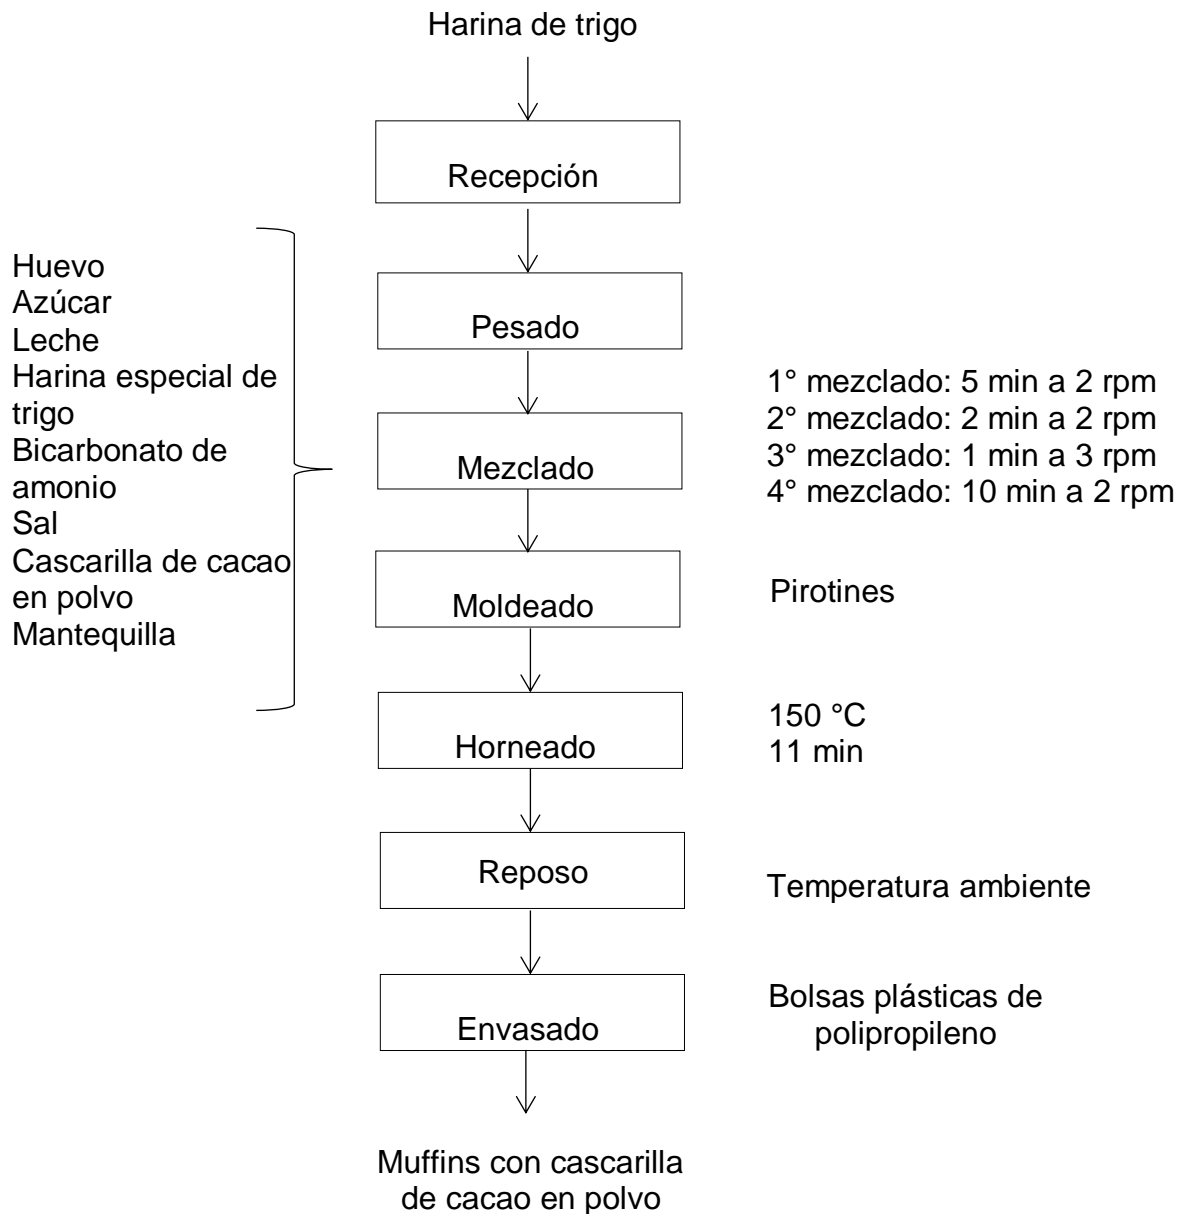 Harina de trigo
Recepción
Huevo
Azúcar
Leche
Harina especial de
trigo
Bicarbonato de
amonio
Sal
Cascarilla de cacao
en polvo
Mantequilla
Pesado
Mezclado
1° mezclado: 5 min a 2 rpm
2° mezclado: 2 min a 2 rpm
3° mezclado: 1 min a 3 rpm
4° mezclado: 10 min a 2 rpm
Moldeado
Pirotines
Horneado
150 °C
11 min
Reposo
Temperatura ambiente
Envasado
Bolsas plásticas de
polipropileno
Muffins con cascarilla
de cacao en polvo